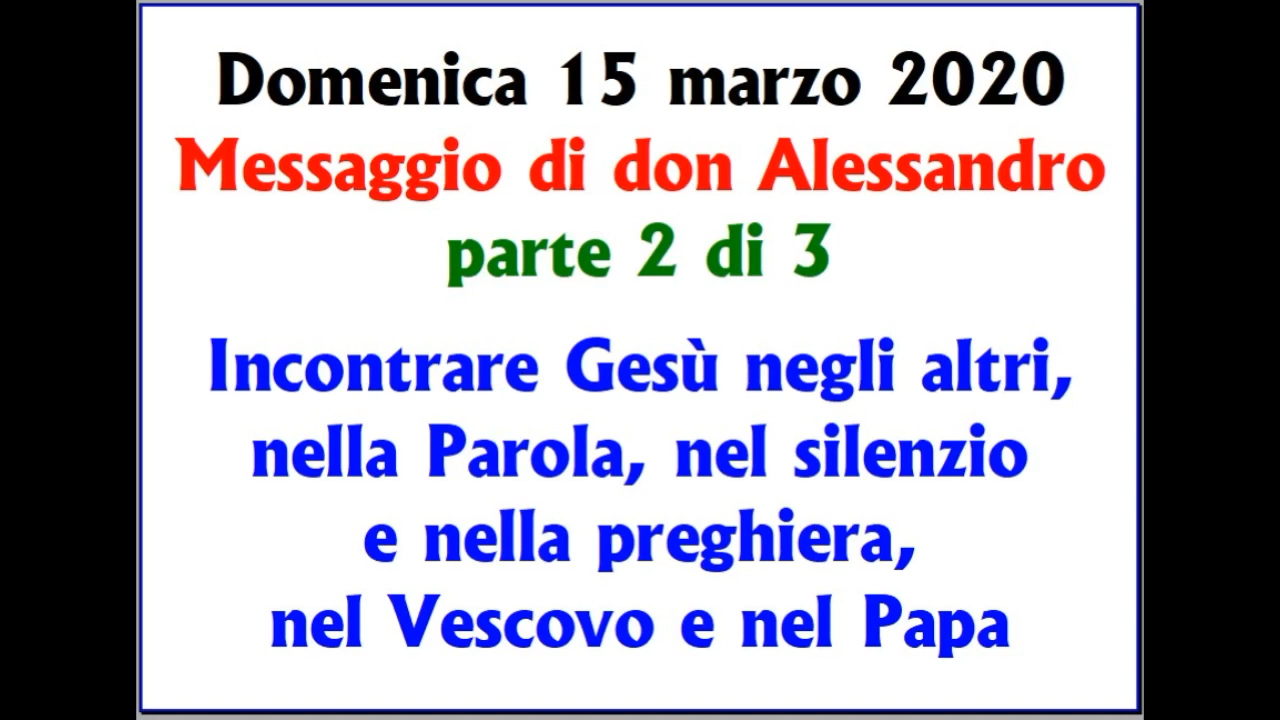 Domenica 15 marzo 2020
Messaggio di don Alessandro
parte 2 di 3
Incontrare Gesù negli altri,
nella Parola, nel silenzio
e nella preghiera,
nel Vescovo e nel Papa